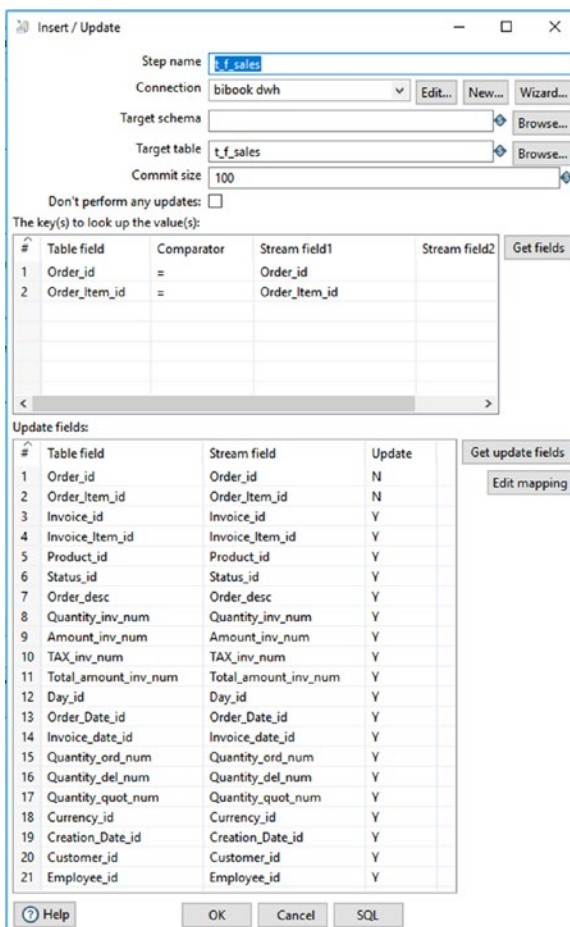 Insert / Update
Step name t_f_sales
Connection bibook dwh Edit... New... Wizard...
Target schema Browse...
Target table t_f_sales Browse...
Commit size 100
Don't perform any updates:
The key(s) to look up the value(s):
# Table field Comparator Stream field1 Stream field2 Get fields
1 Order_id = Order_id
2 Order_Item_id = Order_Item_id
Update fields:
# Table field Stream field Update Get update fields
Edit mapping
1 Order_id Order_id N
2 Order_Item_id Order_Item_id N
3 Invoice_id Invoice_id Y
4 Invoice_Item_id Invoice_Item_id Y
5 Product_id Product_id Y
6 Status_id Status_id Y
7 Order_desc Order_desc Y
8 Quantity_inv_num Quantity_inv_num Y
9 Amount_inv_num Amount_inv_num Y
10 TAX_inv_num TAX_inv_num Y
11 Total_amount_inv_num Total_amount_inv_num Y
12 Day_id Day_id Y
13 Order_Date_id Order_Date_id Y
14 Invoice_date_id Invoice_date_id Y
15 Quantity_ord_num Quantity_ord_num Y
16 Quantity_del_num Quantity_del_num Y
17 Quantity_quot_num Quantity_quot_num Y
18 Currency_id Currency_id Y
19 Creation_Date_id Creation_Date_id Y
20 Customer_id Customer_id Y
21 Employee_id Employee_id Y
Help OK Cancel SQL